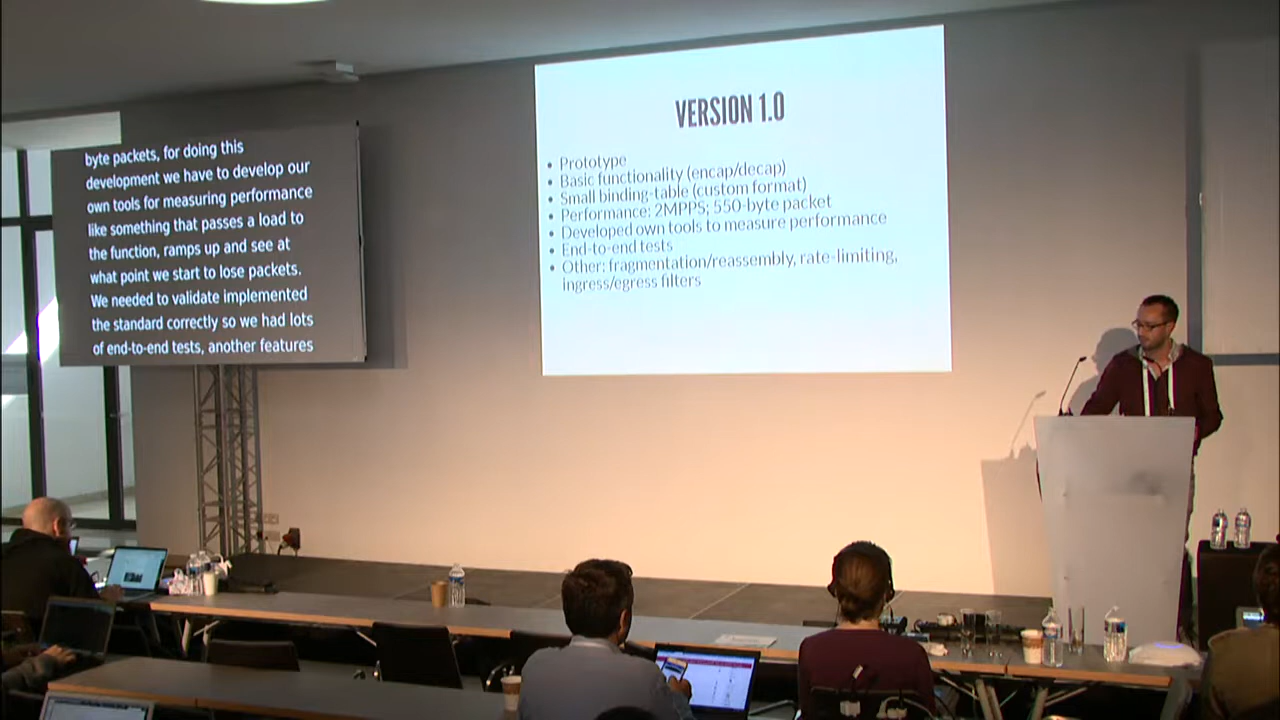 byte packets, for doing this
development we have to develop our
own tools for measuring performance
like something that passes a load to
the function, ramps up and see at
what point we start to lose packets.
We needed to validate implemented
the standard correctly so we had lots
of end-to-end tests, another features
VERSION 1.0
• Prototype
• Basic functionality (encap/decap)
• Small binding-table (custom format)
• Performance: 2MPPS; 550-byte packet
• Developed own tools to measure performance
• End-to-end tests
• Other: fragmentation/reassembly, rate-limiting,
ingress/egress filters